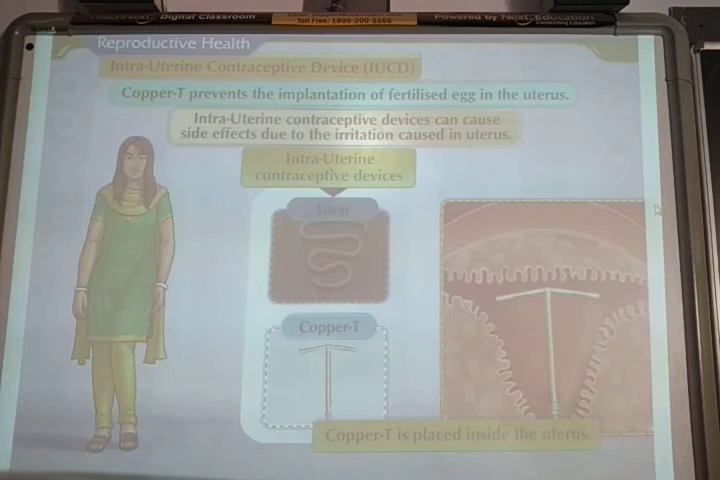 Digital Classroom
Toll Free: 1800-200-5566
Powered by Next Education
Reproductive Health
Intra-Uterine Contraceptive Device (IUCD)
Copper-T prevents the implantation of fertilised egg in the uterus.
Intra-Uterine contraceptive devices can cause
side effects due to the irritation caused in uterus.
Intra-Uterine
contraceptive devices
Loop
Copper-T
Copper-T is placed inside the uterus.